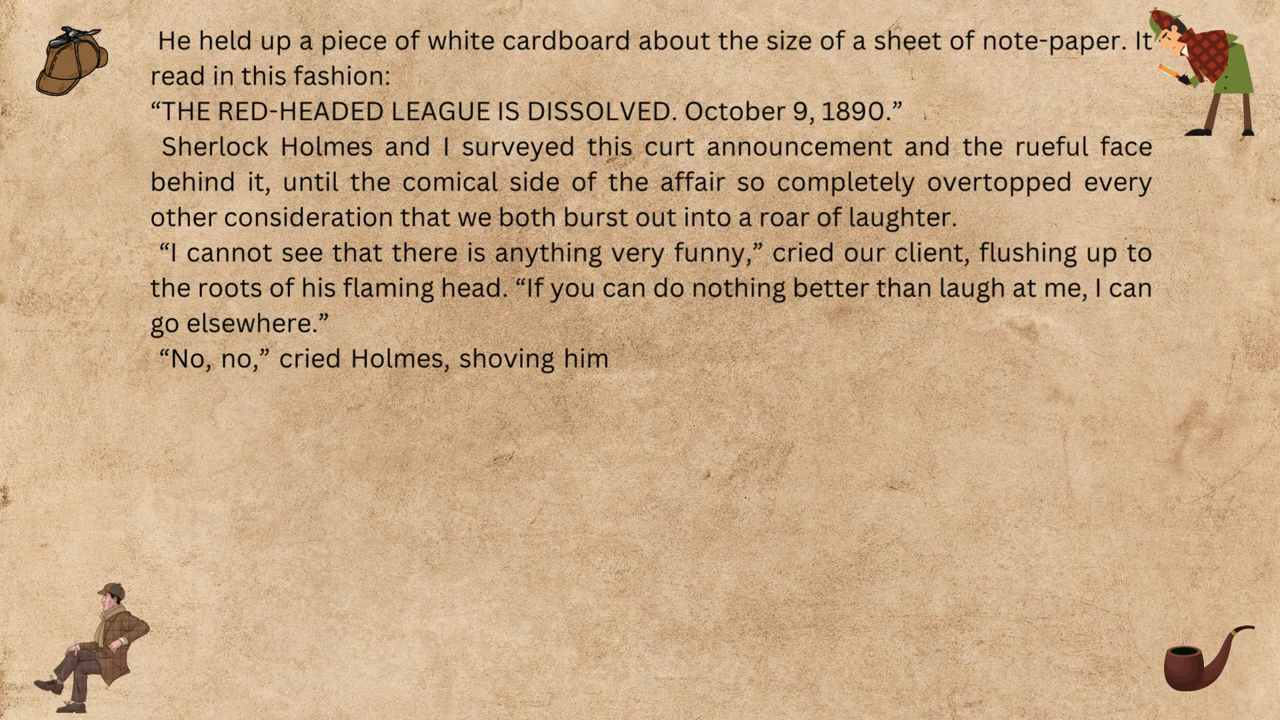 He held up a piece of white cardboard about the size of a sheet of note-paper. It
read in this fashion:
“THE RED-HEADED LEAGUE IS DISSOLVED. October 9, 1890.”
Sherlock Holmes and I surveyed this curt announcement and the rueful face
behind it, until the comical side of the affair so completely overtopped every
other consideration that we both burst out into a roar of laughter.
“I cannot see that there is anything very funny,” cried our client, flushing up to
the roots of his flaming head. “If you can do nothing better than laugh at me, I can
go elsewhere.”
“No, no,” cried Holmes, shoving him